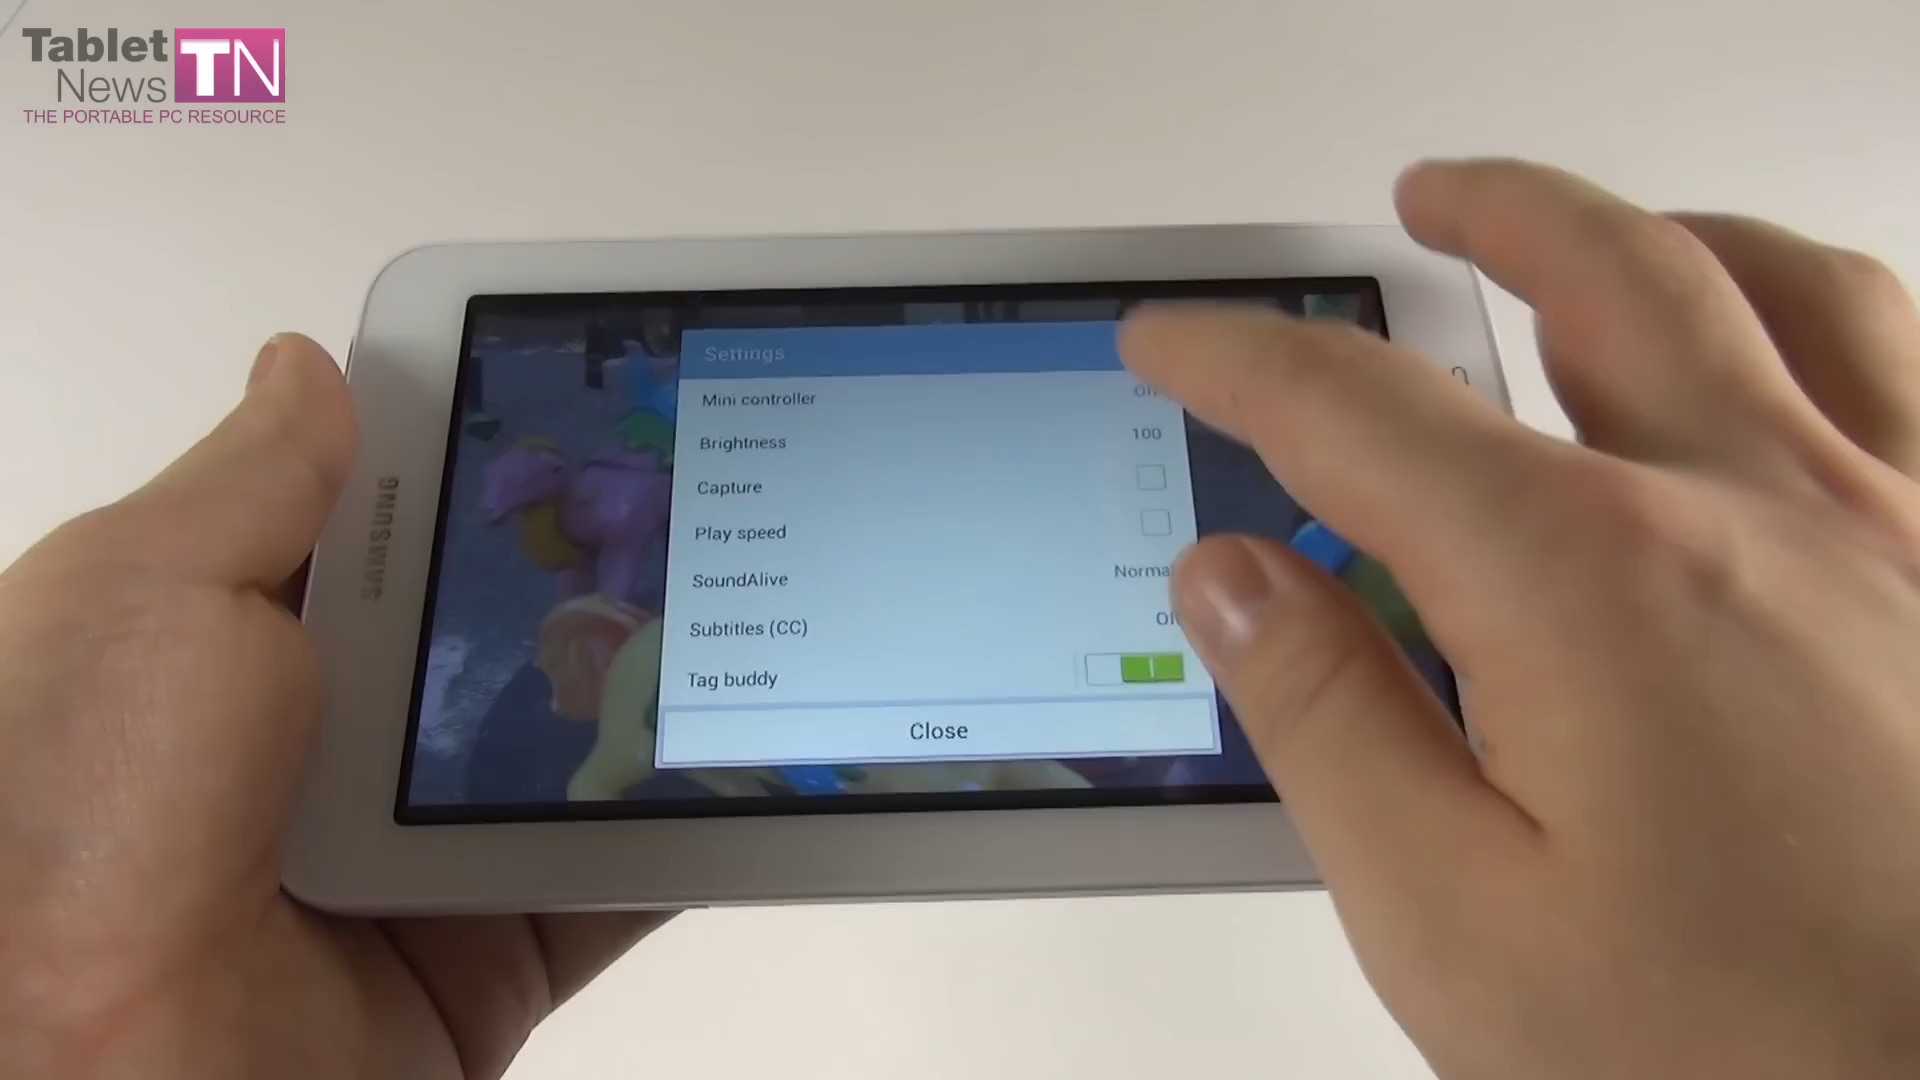 Tablet
News TN
THE PORTABLE PC RESOURCE
SAMSUNG
Settings
Mini controller
Brightness 100
Capture
Play speed
SoundAlive
Subtitles (CC)
Tag buddy
Close